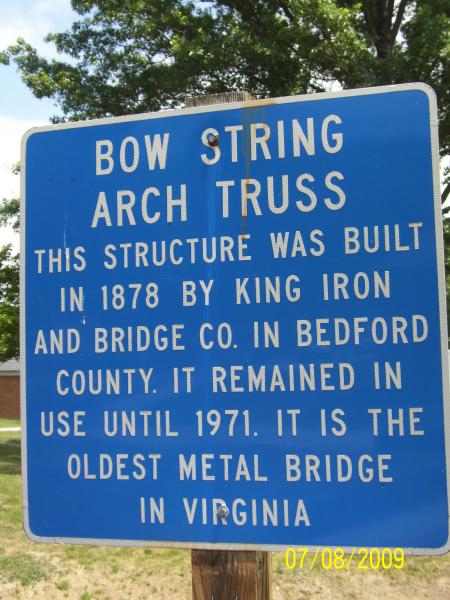 BOW STRING
ARCH TRUSS
THIS STRUCTURE WAS BUILT
IN 1878 BY KING IRON
AND BRIDGE CO. IN BEDFORD
COUNTY. IT REMAINED IN
USE UNTIL 1971. IT IS THE
OLDEST METAL BRIDGE
IN VIRGINIA
07/08/2009